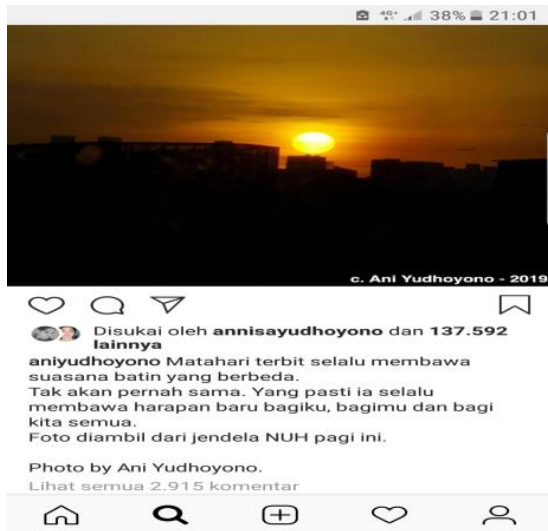 4G+ 38% 21:01
c. Ani Yudhoyono - 2019
Disukai oleh annisayudhoyono dan 137.592
lainnya
aniyudhoyono Matahari terbit selalu membawa
suasana batin yang berbeda.
Tak akan pernah sama. Yang pasti ia selalu
membawa harapan baru bagiku, bagimu dan bagi
kita semua.
Foto diambil dari jendela NUH pagi ini.
Photo by Ani Yudhoyono.
Lihat semua 2.915 komentar